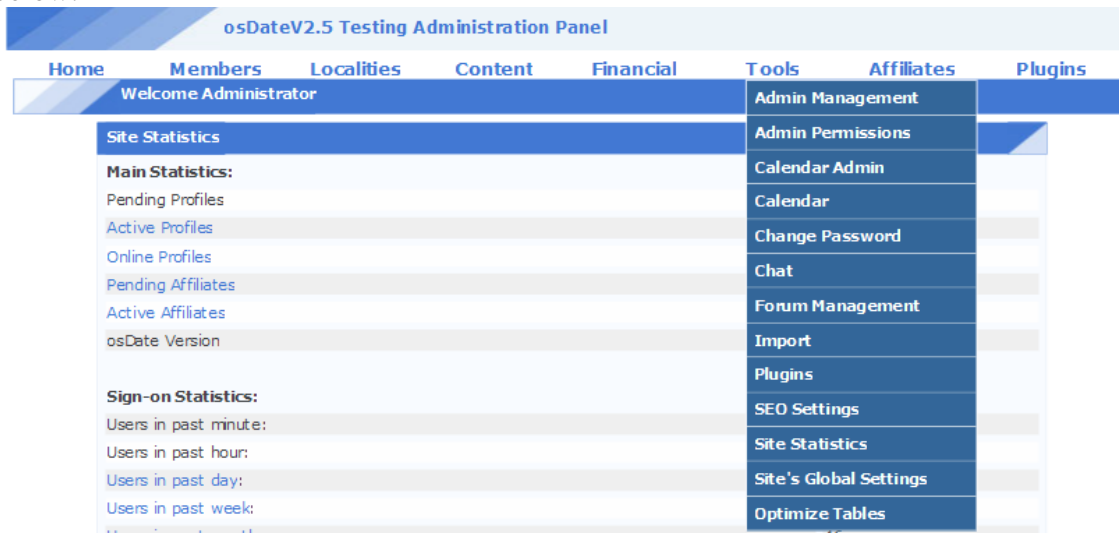 osDateV2.5 Testing Administration Panel
Home Members Localities Content Financial Tools Affiliates Plugins
Welcome Administrator
Site Statistics
Main Statistics:
Pending Profiles
Active Profiles
Online Profiles
Pending Affiliates
Active Affiliates
osDate Version
Sign-on Statistics:
Users in past minute:
Users in past hour:
Users in past day:
Users in past week:
Admin Management
Admin Permissions
Calendar Admin
Calendar
Change Password
Chat
Forum Management
Import
Plugins
SEO Settings
Site Statistics
Site's Global Settings
Optimize Tables